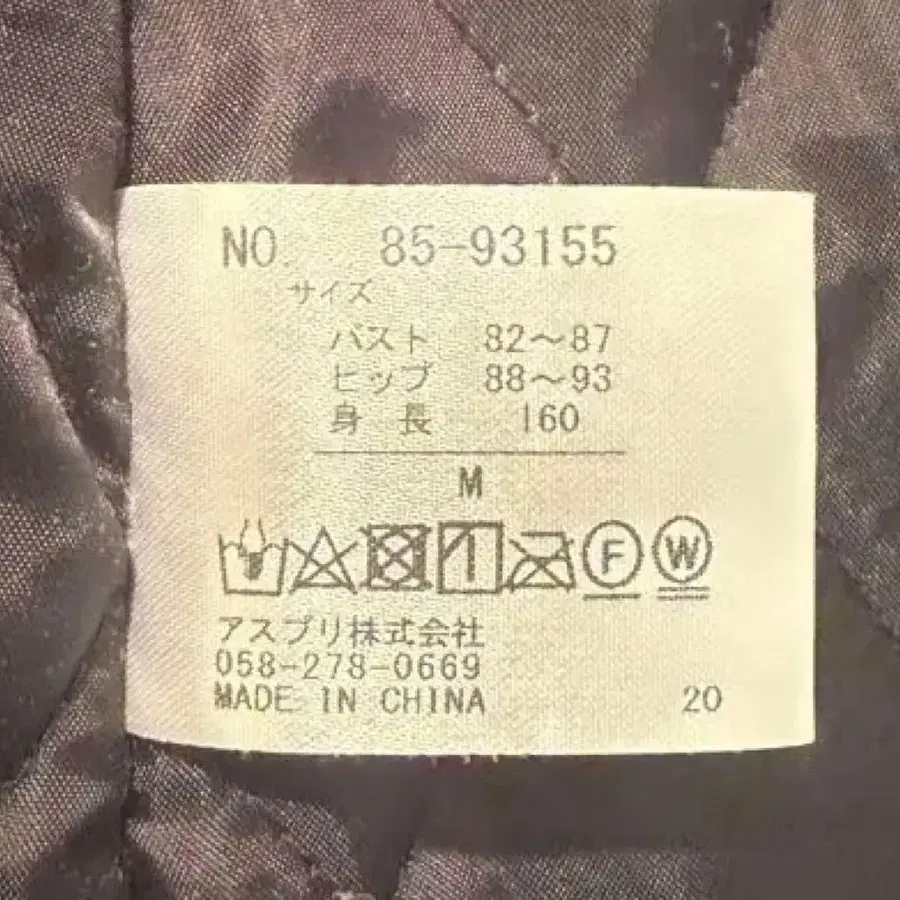 NO. 85-93155
サイズ
バスト 82～87
ヒップ 88～93
身 長 160
M
F W
アスプリ株式会社
058-278-0669
MADE IN CHINA 20